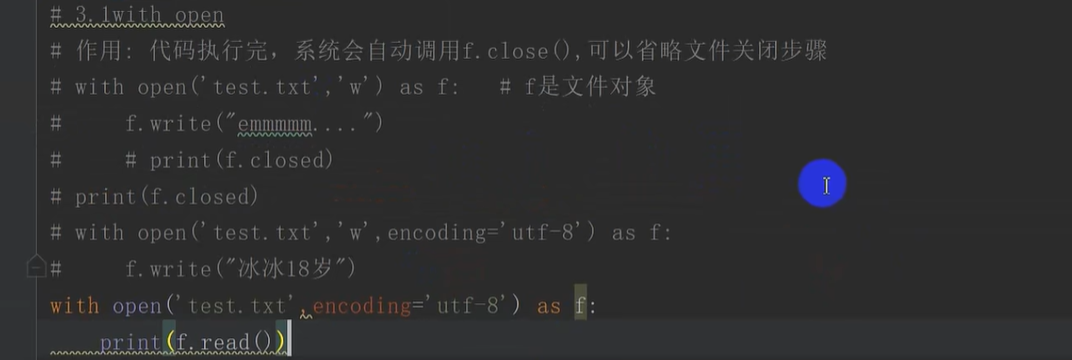 # 3.1with open
# 作用: 代码执行完，系统会自动调用f.close(),可以省略文件关闭步骤
# with open('test.txt','w') as f:   # f是文件对象
#     f.write("emmmmm....")
#     # print(f.closed)
# print(f.closed)
# with open('test.txt','w',encoding='utf-8') as f:
#     f.write("冰冰18岁")
with open('test.txt',encoding='utf-8') as f:
    print(f.read())